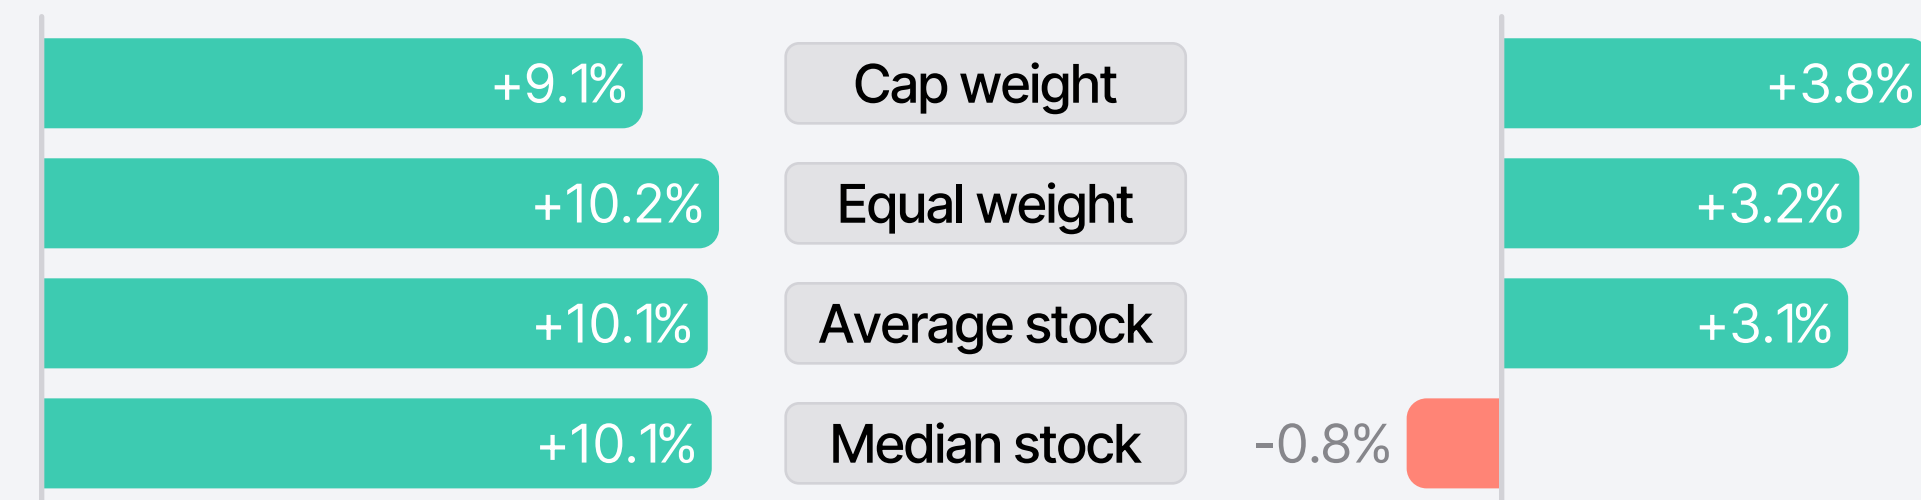 +9.1% Cap weight +3.8%
+10.2% Equal weight +3.2%
+10.1% Average stock +3.1%
+10.1% Median stock -0.8%